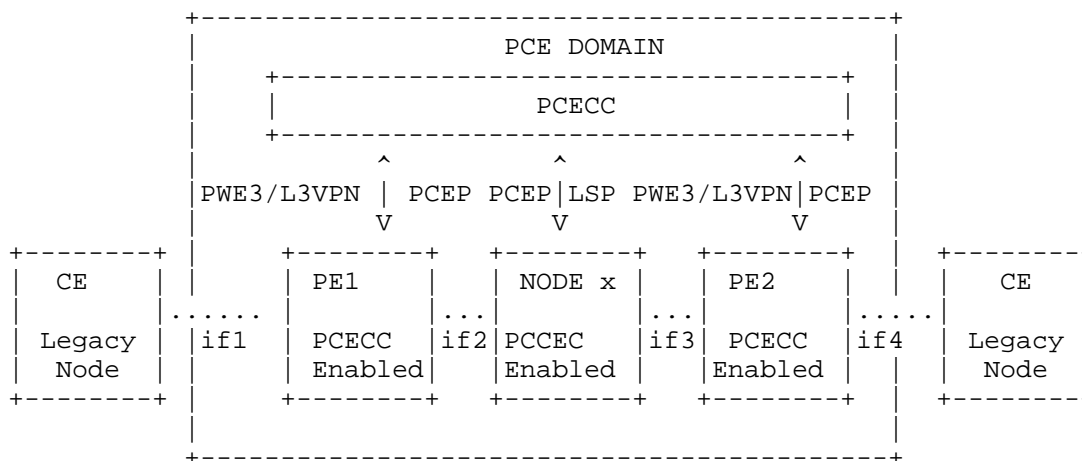 PCE DOMAIN
PCECC
PWE3/L3VPN | PCEP PCEP|LSP PWE3/L3VPN|PCEP
CE PE1 NODE x PE2 CE
...... ... ... .....
Legacy if1 PCECC if2 PCCEC if3 PCECC if4 Legacy
Node Enabled Enabled Enabled Node